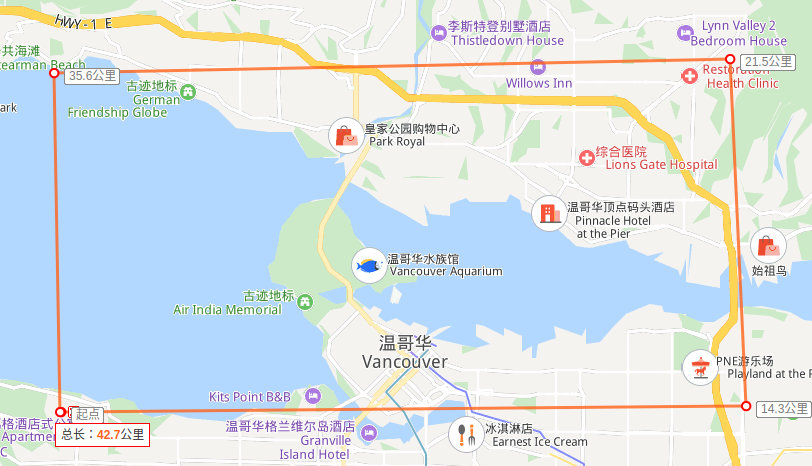 HWY-1 E
李斯特登别墅酒店
Thistledown House
Lynn Valley 2
Bedroom House
共海滩
tearman Beach
35.6公里
21.5公里
Restoration
Health Clinic
Willows Inn
古迹地标
German
Friendship Globe
ark
皇家公园购物中心
Park Royal
综合医院
Lions Gate Hospital
温哥华顶点码头酒店
Pinnacle Hotel
at the Pier
始祖鸟
温哥华水族馆
Vancouver Aquarium
古迹地标
Air India Memorial
温哥华
Vancouver
PNE游乐场
Playland at the P
Kits Point B&B
起点
14.3公里
格酒店式公
Apartmen
C
总长：42.7公里
温哥华格兰维尔岛酒店
Granville
Island Hotel
冰淇淋店
Earnest Ice Cream